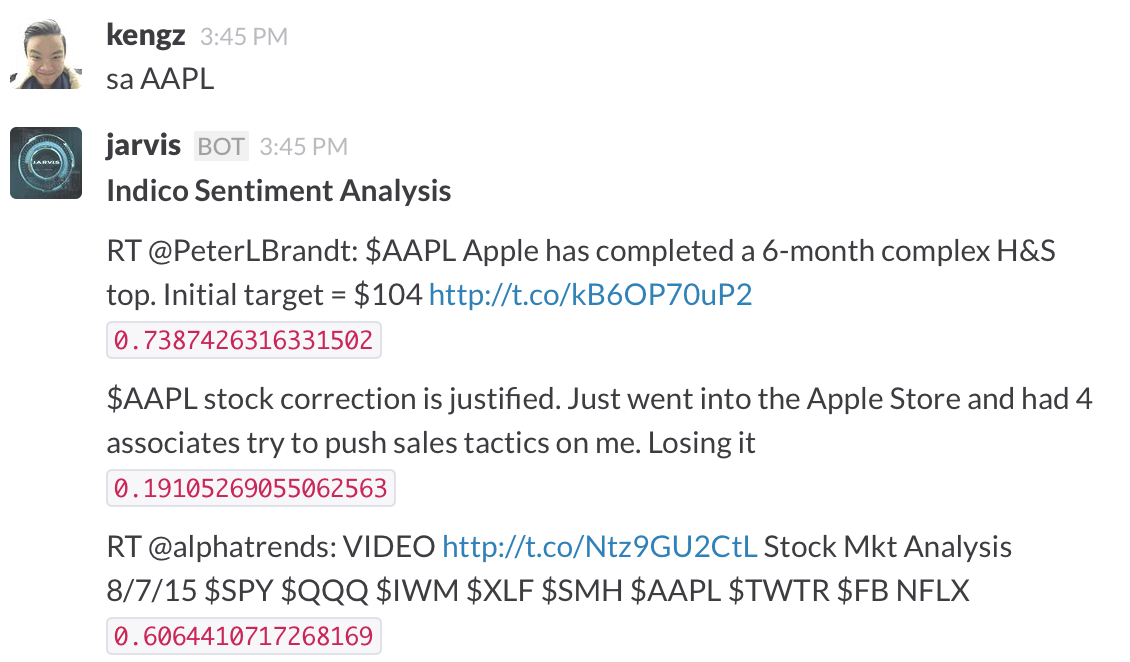 kengz 3:45 PM
sa AAPL
JARVIS
jarvis BOT 3:45 PM
Indico Sentiment Analysis
RT @PeterLBrandt: $AAPL Apple has completed a 6-month complex H&S
top. Initial target = $104 http://t.co/kB6OP70uP2
0.7387426316331502
$AAPL stock correction is justified. Just went into the Apple Store and had 4
associates try to push sales tactics on me. Losing it
0.19105269055062563
RT @alphatrends: VIDEO http://t.co/Ntz9GU2CtL Stock Mkt Analysis
8/7/15 $SPY $QQQ $IWM $XLF $SMH $AAPL $TWTR $FB NFLX
0.6064410717268169